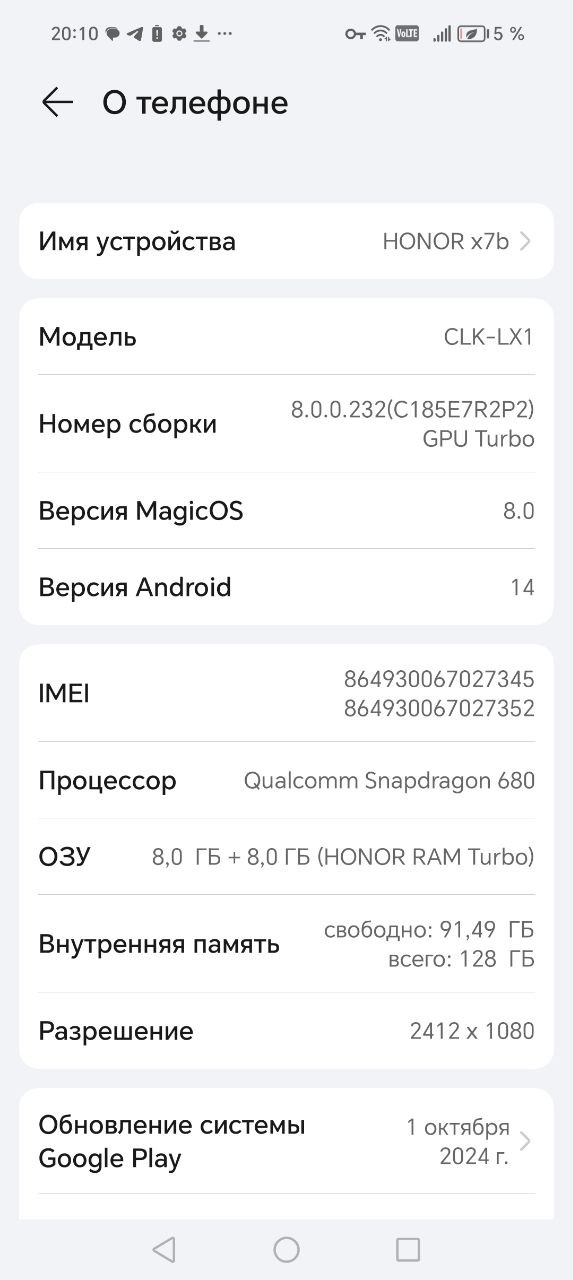 20:10 VoLTE 5 %
О телефоне
Имя устройства HONOR x7b
Модель CLK-LX1
Номер сборки 8.0.0.232(C185E7R2P2)
GPU Turbo
Версия MagicOS 8.0
Версия Android 14
IMEI 864930067027345
864930067027352
Процессор Qualcomm Snapdragon 680
ОЗУ 8,0 ГБ + 8,0 ГБ (HONOR RAM Turbo)
Внутренняя память свободно: 91,49 ГБ
всего: 128 ГБ
Разрешение 2412 x 1080
Обновление системы 1 октября
Google Play 2024 г.